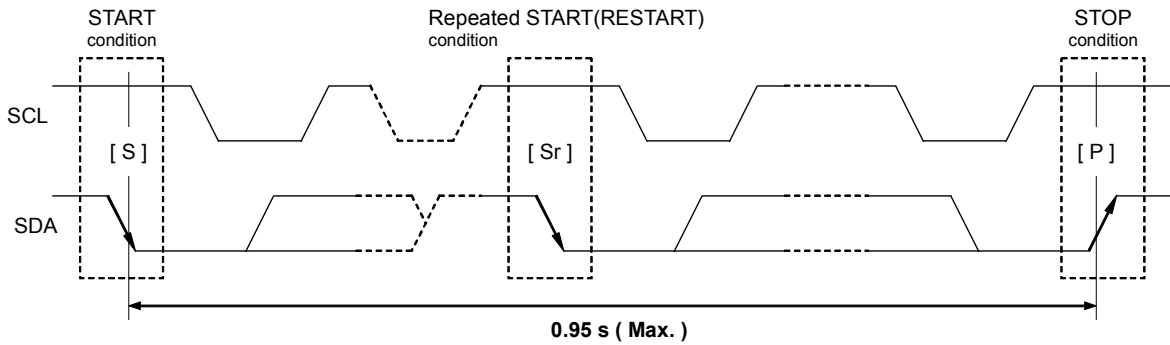 START
condition
Repeated START(RESTART)
condition
STOP
condition
SCL
[ S ]
[ Sr ]
[ P ]
SDA
0.95 s ( Max. )